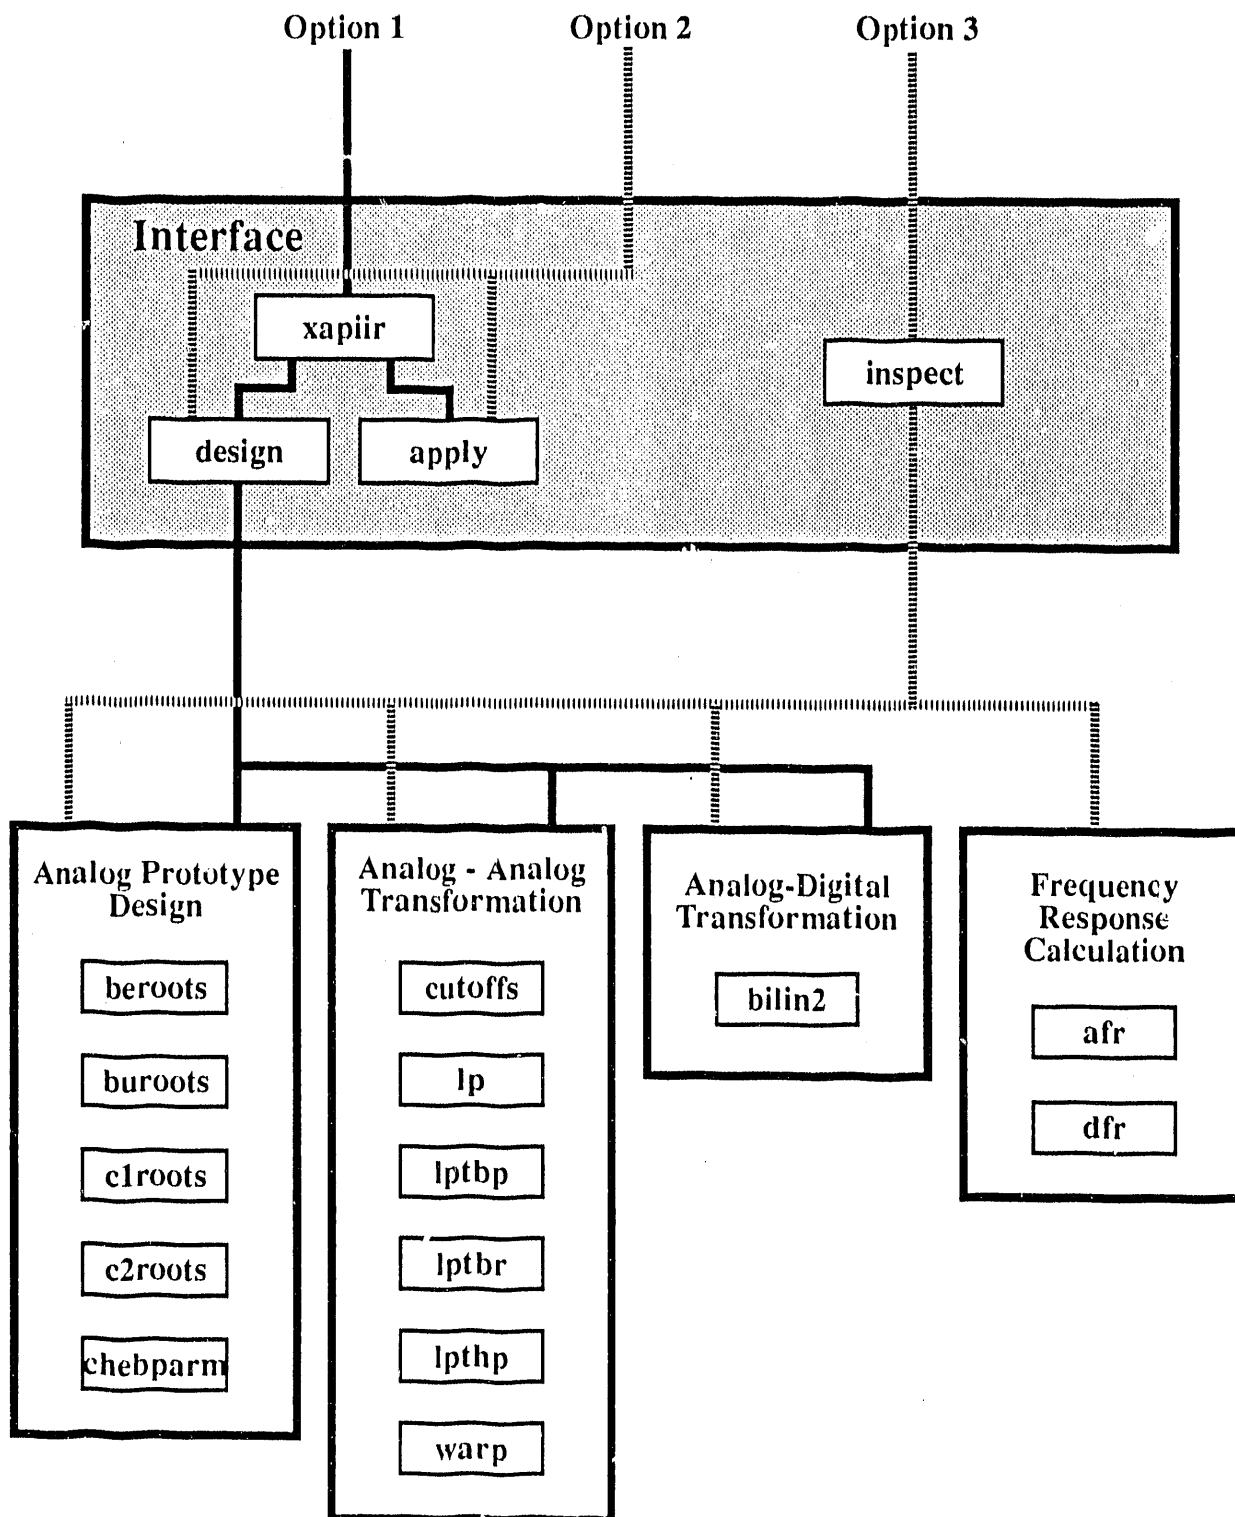 Option 1
Option 2
Option 3
Interface
xapiir
inspect
design
apply
Analog Prototype
Design
beroots
buroots
c1roots
c2roots
chebparm
Analog - Analog
Transformation
cutoffs
lp
lptbp
lptbr
lpthp
warp
Analog-Digital
Transformation
bilin2
Frequency
Response
Calculation
afr
dfr